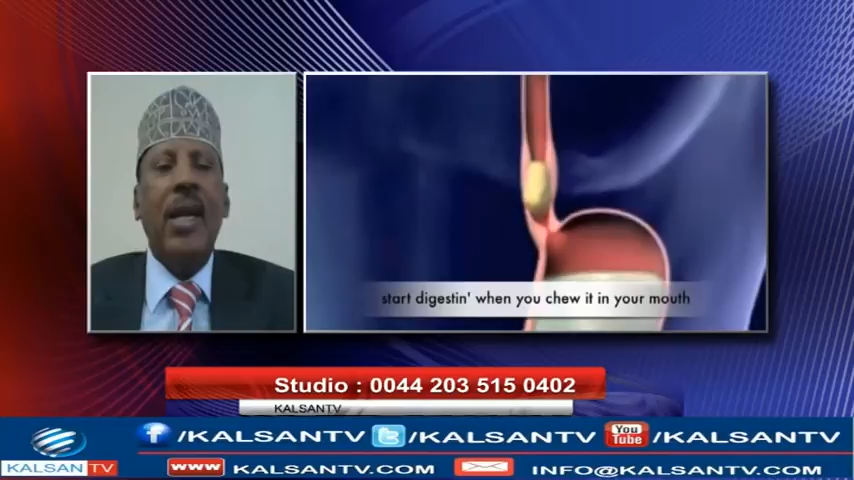 start digestin' when you chew it in your mouth
Studio : 0044 203 515 0402
KALSANTV
/KALSANTV /KALSANTV You Tube /KALSANTV
KALSAN TV
www KALSANTV.COM INFO@KALSANTV.COM